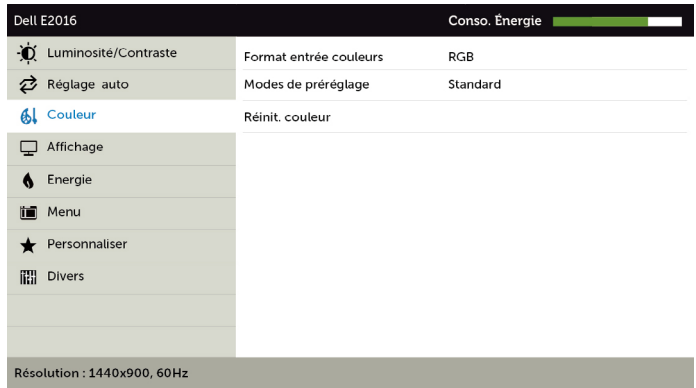 Dell E2016 Conso. Énergie
Luminosité/Contraste
Format entrée couleurs RGB
Réglage auto
Modes de préréglage Standard
Couleur
Réinit. couleur
Affichage
Energie
Menu
Personnaliser
Divers
Résolution : 1440x900, 60Hz